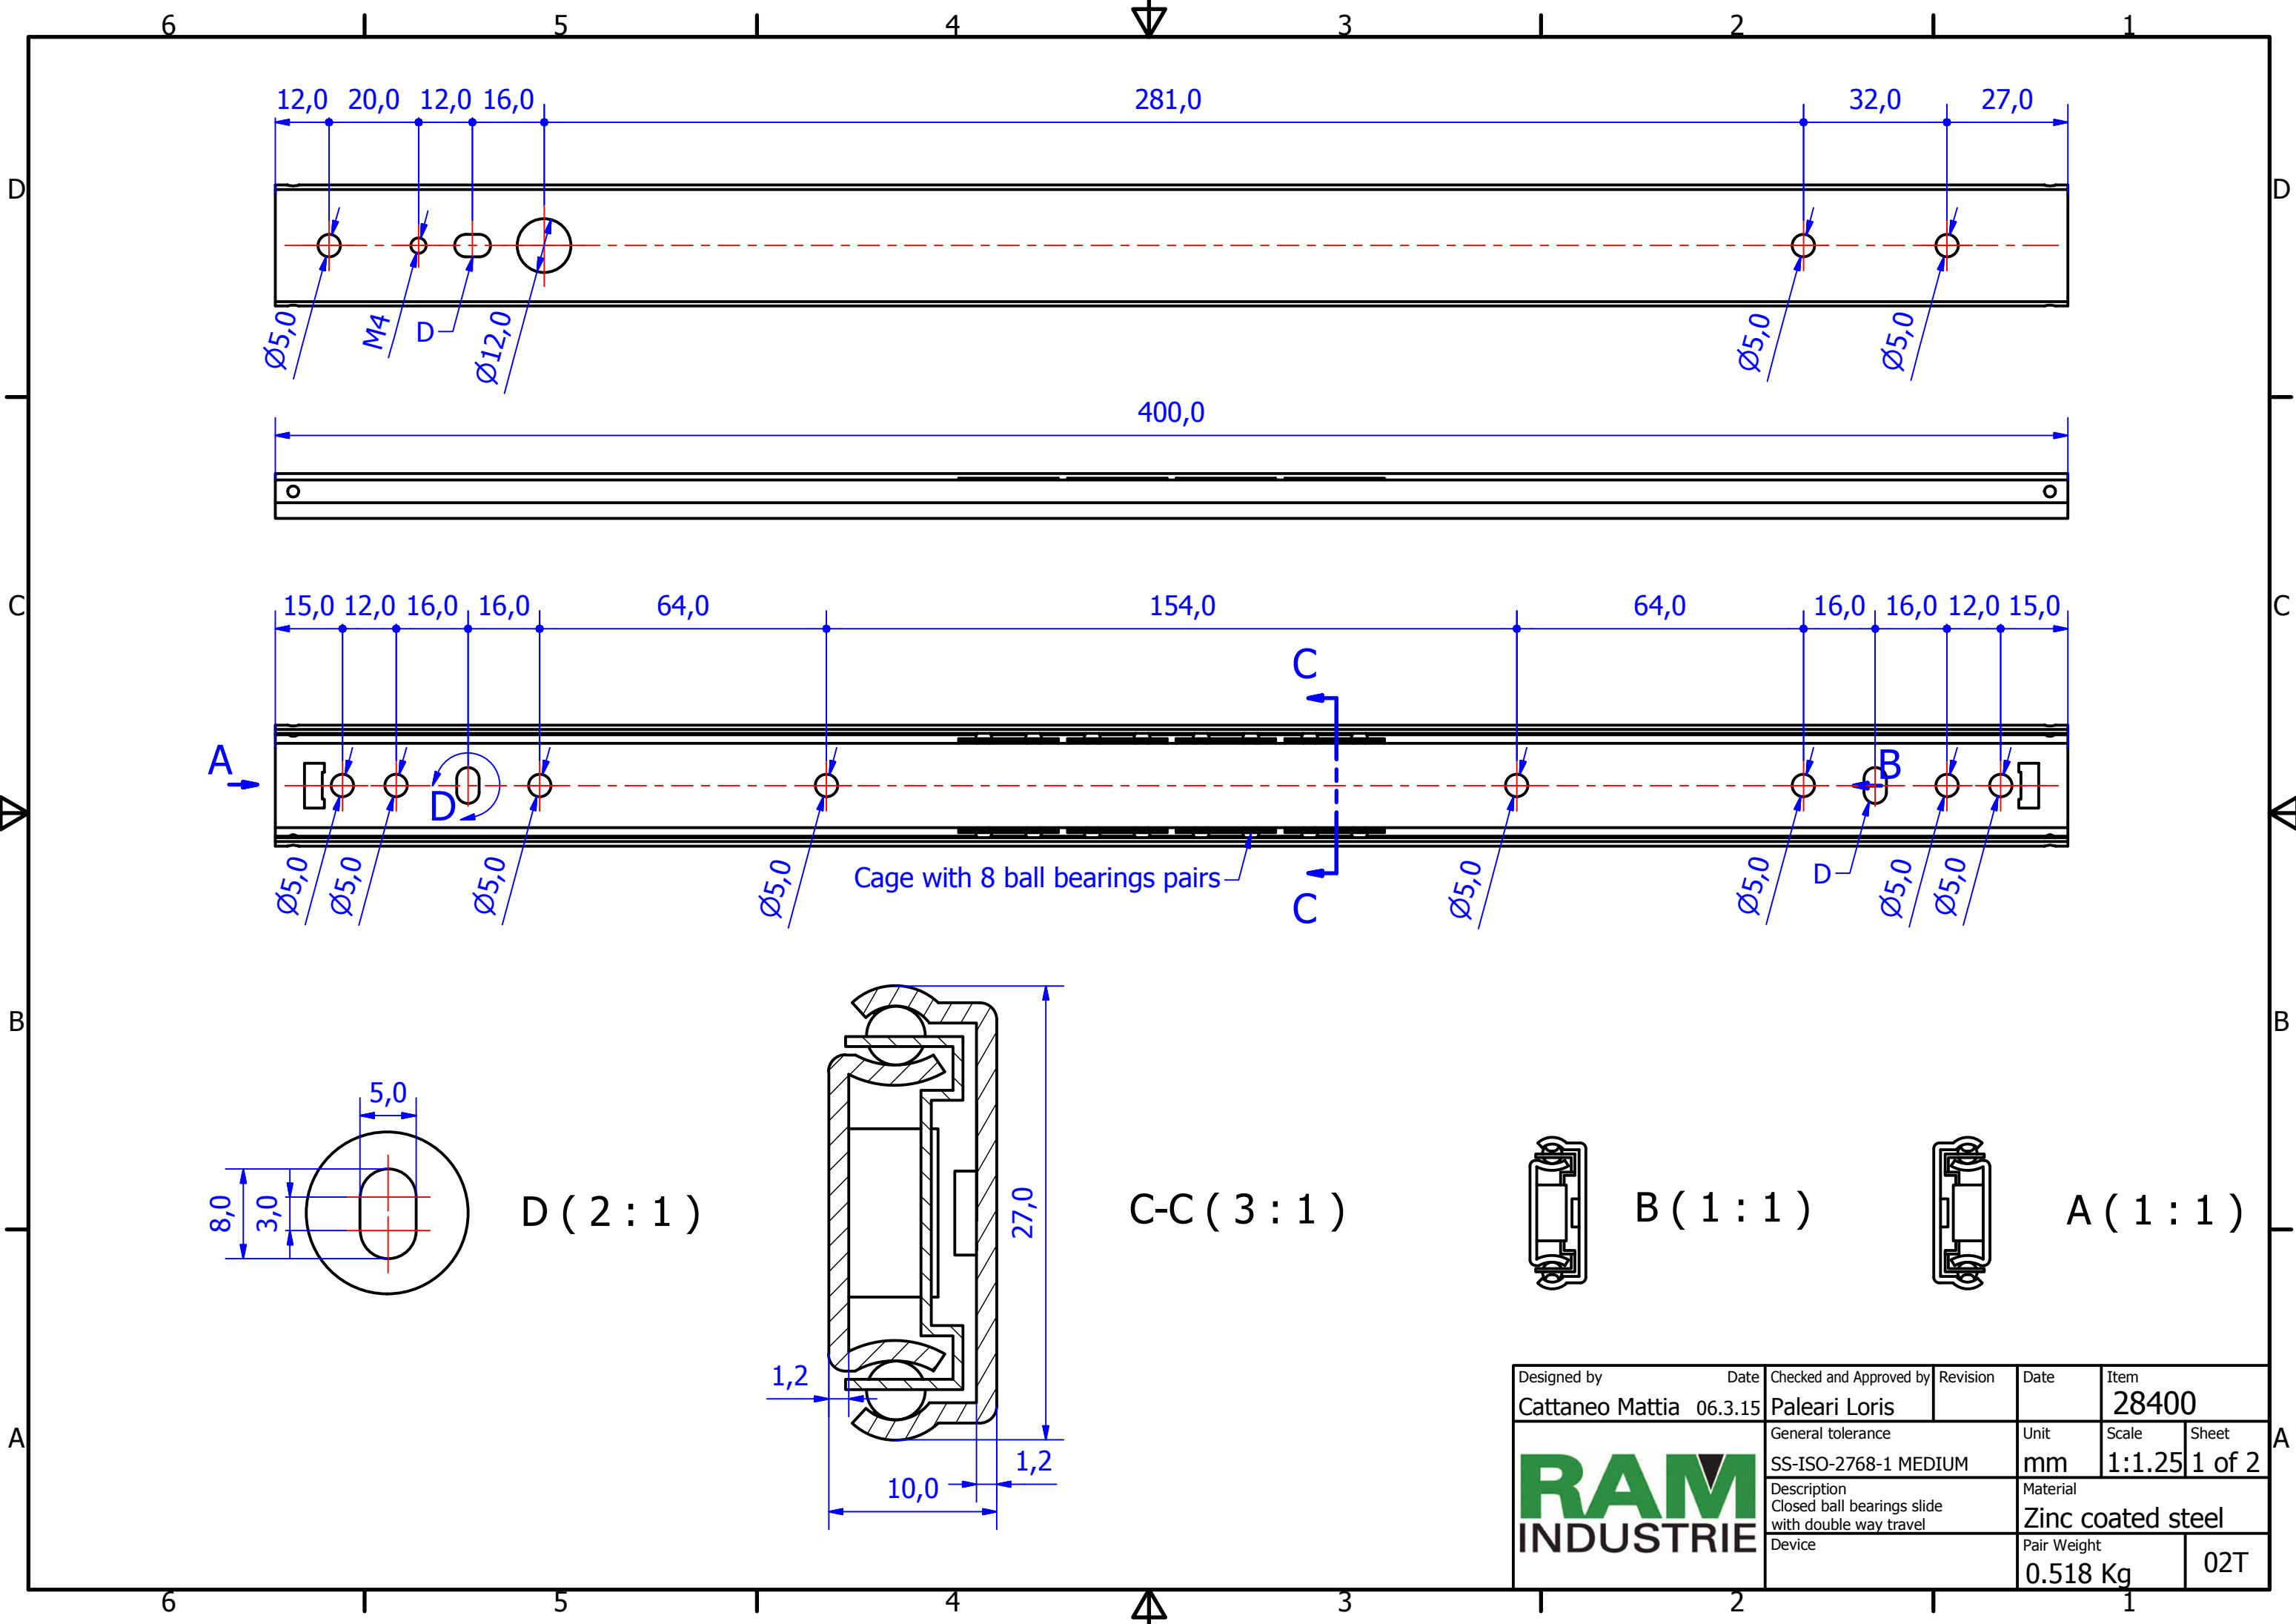 6 5 4 3 2 1
12,0 20,0 12,0 16,0 281,0 32,0 27,0
D D
Ø5,0 M4 D Ø12,0 Ø5,0 Ø5,0
400,0
C C
15,0 12,0 16,0 16,0 64,0 154,0 64,0 16,0 16,0 12,0 15,0
C
A D B
Ø5,0 Ø5,0 Ø5,0 Ø5,0 Cage with 8 ball bearings pairs Ø5,0 Ø5,0 D Ø5,0 Ø5,0
C
B B
5,0
8,0 3,0 D ( 2 : 1 ) 27,0 C-C ( 3 : 1 ) B ( 1 : 1 ) A ( 1 : 1 )
1,2
1,2
10,0
A A
Designed by Date Checked and Approved by Revision Date Item
Cattaneo Mattia 06.3.15 Paleari Loris 28400
General tolerance Unit Scale Sheet
SS-ISO-2768-1 MEDIUM mm 1:1.25 1 of 2
RAM
INDUSTRIE
Description Material
Closed ball bearings slide
with double way travel Zinc coated steel
Device Pair Weight
0.518 Kg 02T
6 5 4 3 2 1